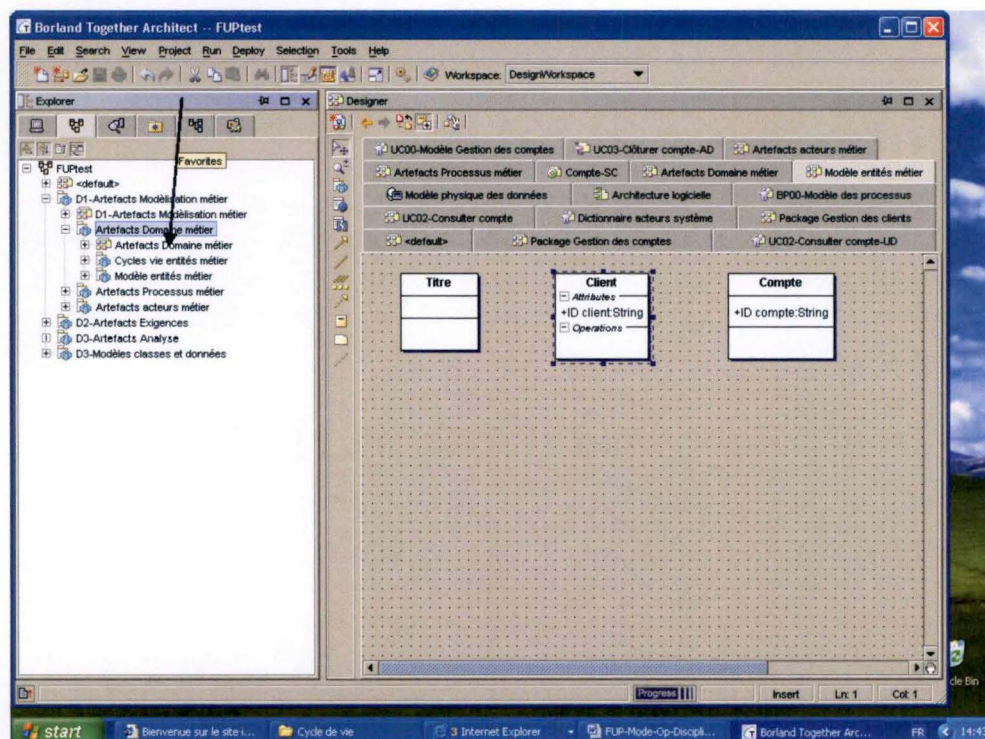 Borland Together Architect -- FUPtest
File Edit Search View Project Run Deploy Selection Tools Help
Workspace: DesignWorkspace
Explorer
Designer
Favorites
FUPtest
<default>
D1-Artefacts Modèlisation métier
D1-Artefacts Modèlisation métier
Artefacts Domaine métier
Artefacts Domaine métier
Cycles vie entités métier
Modèle entités métier
Artefacts Processus métier
Artefacts acteurs métier
D2-Artefacts Exigences
D3-Artefacts Analyse
D3-Modèles classes et données
UC00-Modèle Gestion des comptes UC03-Clôturer compte-AD Artefacts acteurs métier
Artefacts Processus métier Compte-SC Artefacts Domaine métier Modèle entités métier
Modèle physique des données Architecture logicielle BP00-Modèle des processus
UC02-Consulter compte Dictionnaire acteurs système Package Gestion des clients
<default> Package Gestion des comptes UC02-Consulter compte-UD
Titre
Client
Attributes
+ID client:String
Operations
Compte
+ID compte:String
Progress Insert Ln: 1 Col: 1
cle Bin
start Bienvenue sur le site i... Cycle de vie 3 Internet Explorer FUP-Mode-Op-Discipli... Borland Together Arc... FR 14:43